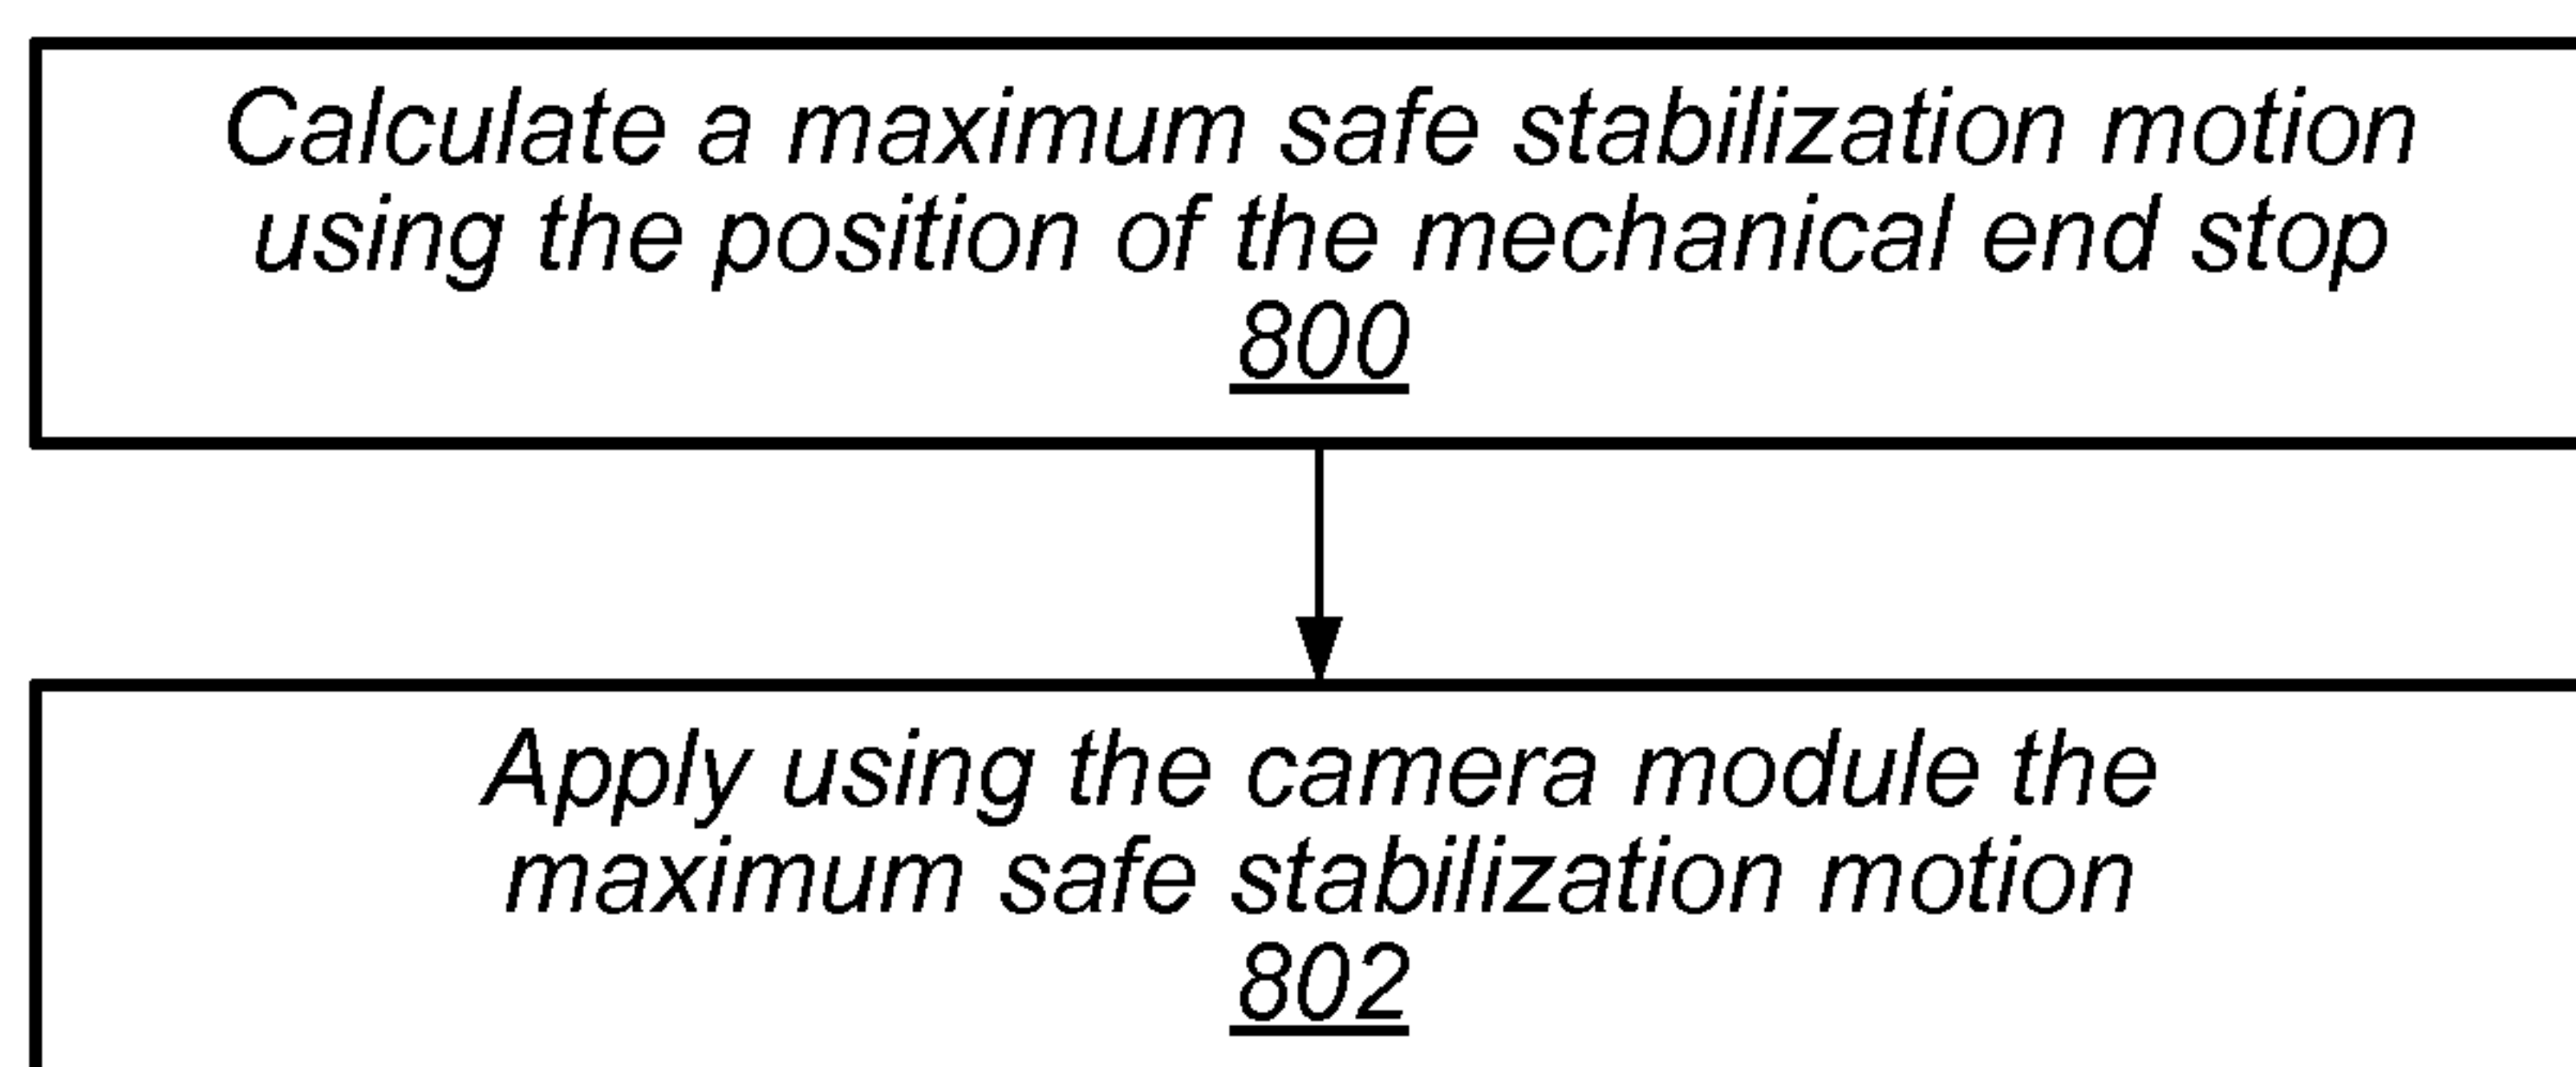 Calculate a maximum safe stabilization motion
using the position of the mechanical end stop
800
Apply using the camera module the
maximum safe stabilization motion
802